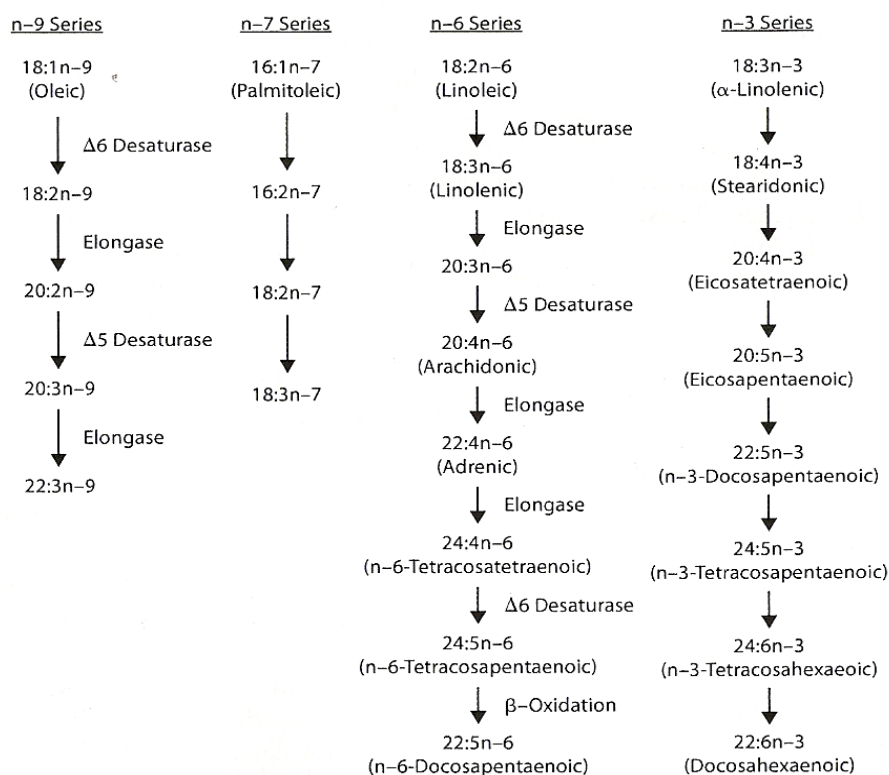 n–9 Series
18:1n–9
(Oleic)
Δ6 Desaturase
18:2n–9
Elongase
20:2n–9
Δ5 Desaturase
20:3n–9
Elongase
22:3n–9
n–7 Series
16:1n–7
(Palmitoleic)
16:2n–7
18:2n–7
18:3n–7
n–6 Series
18:2n–6
(Linoleic)
Δ6 Desaturase
18:3n–6
(Linolenic)
Elongase
20:3n–6
Δ5 Desaturase
20:4n–6
(Arachidonic)
Elongase
22:4n–6
(Adrenic)
Elongase
24:4n–6
(n–6-Tetracosatetraenoic)
Δ6 Desaturase
24:5n–6
(n–6-Tetracosapentaenoic)
β–Oxidation
22:5n–6
(n–6-Docosapentaenoic)
n–3 Series
18:3n–3
(α-Linolenic)
18:4n–3
(Stearidonic)
20:4n–3
(Eicosatetraenoic)
20:5n–3
(Eicosapentaenoic)
22:5n–3
(n–3-Docosapentaenoic)
24:5n–3
(n–3-Tetracosapentaenoic)
24:6n–3
(n–3-Tetracosahexaeoic)
22:6n–3
(Docosahexaenoic)